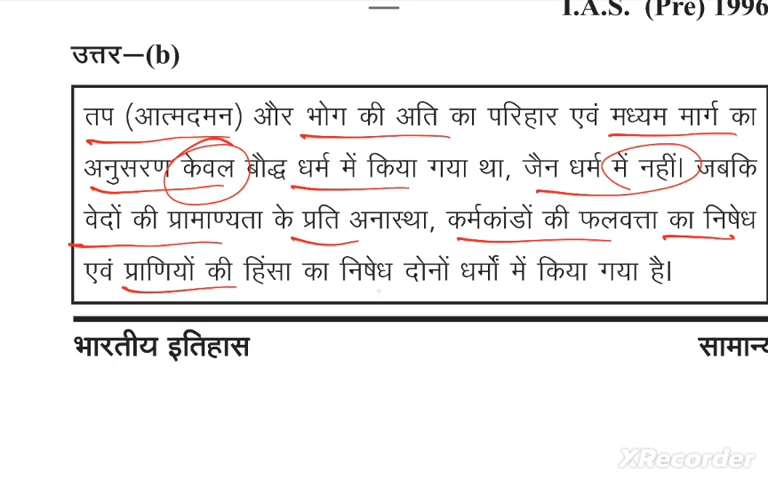 I.A.S. (Pre) 1996
उत्तर–(b)
तप (आत्मदमन) और भोग की अति का परिहार एवं मध्यम मार्ग का
अनुसरण केवल बौद्ध धर्म में किया गया था, जैन धर्म में नहीं। जबकि
वेदों की प्रामाण्यता के प्रति अनास्था, कर्मकांडों की फलवत्ता का निषेध
एवं प्राणियों की हिंसा का निषेध दोनों धर्मों में किया गया है।
भारतीय इतिहास सामान्य
XRecorder